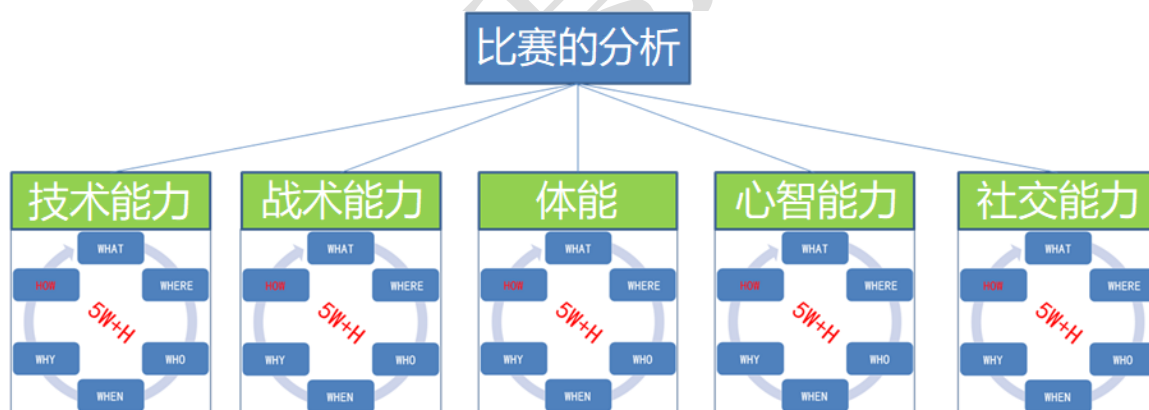 比赛的分析
技术能力
WHAT
WHERE
WHO
WHEN
WHY
HOW
5W+H
战术能力
WHAT
WHERE
WHO
WHEN
WHY
HOW
5W+H
体能
WHAT
WHERE
WHO
WHEN
WHY
HOW
5W+H
心智能力
WHAT
WHERE
WHO
WHEN
WHY
HOW
5W+H
社交能力
WHAT
WHERE
WHO
WHEN
WHY
HOW
5W+H